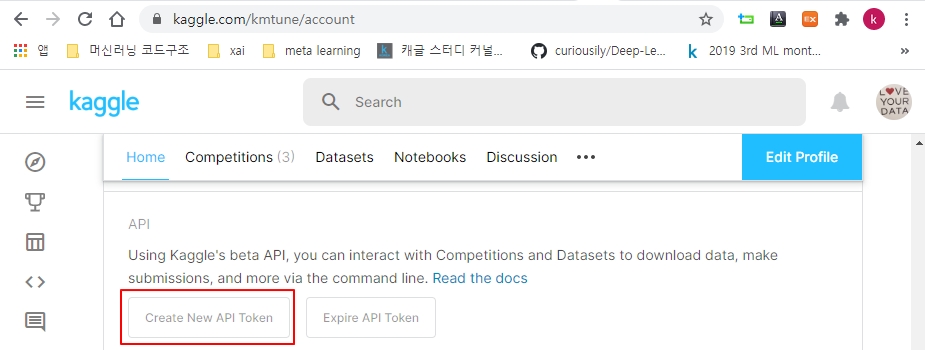 kaggle.com/kmtune/account
k
앱 머신러닝 코드구조 xai meta learning 캐글 스터디 커널... curiousily/Deep-Le... 2019 3rd ML mont... »
kaggle Search LOVE YOUR DATA
Home Competitions (3) Datasets Notebooks Discussion ••• Edit Profile
API
Using Kaggle's beta API, you can interact with Competitions and Datasets to download data, make
submissions, and more via the command line. Read the docs
Create New API Token Expire API Token